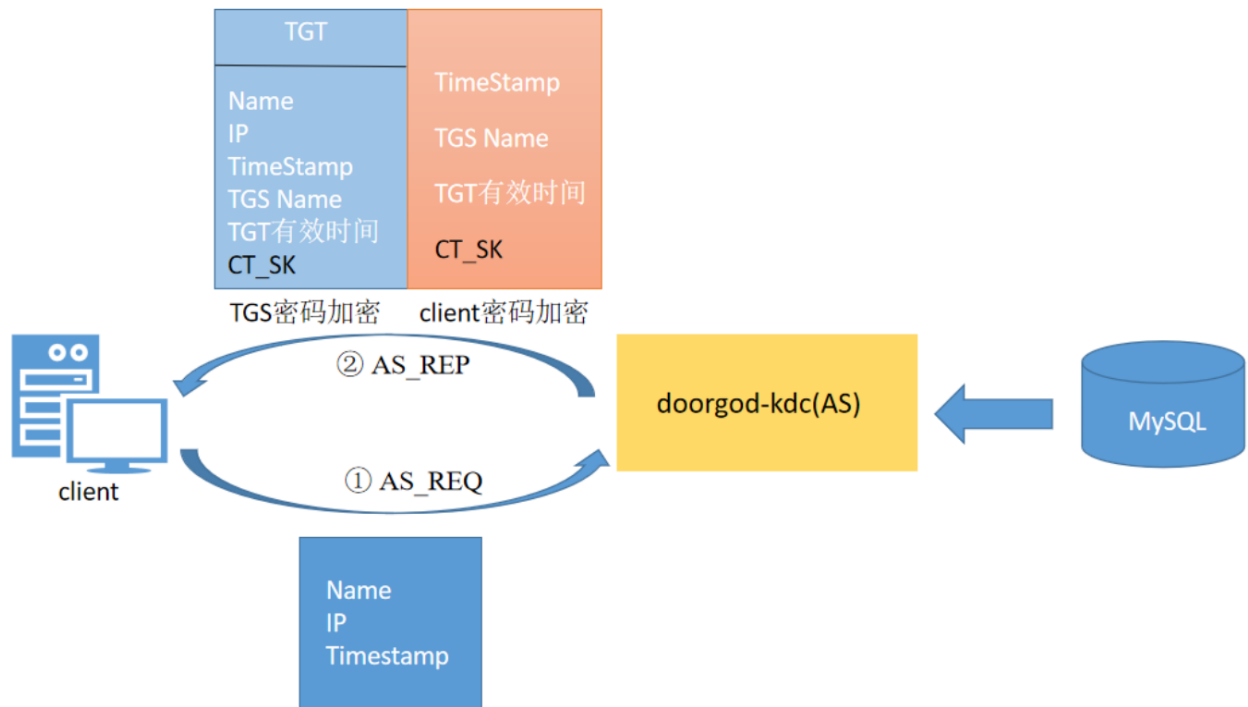 TGT
Name
IP
TimeStamp
TGS Name
TGT有效时间
CT_SK
TimeStamp
TGS Name
TGT有效时间
CT_SK
TGS密码加密
client密码加密
② AS_REP
doorgod-kdc(AS)
MySQL
client
① AS_REQ
Name
IP
Timestamp